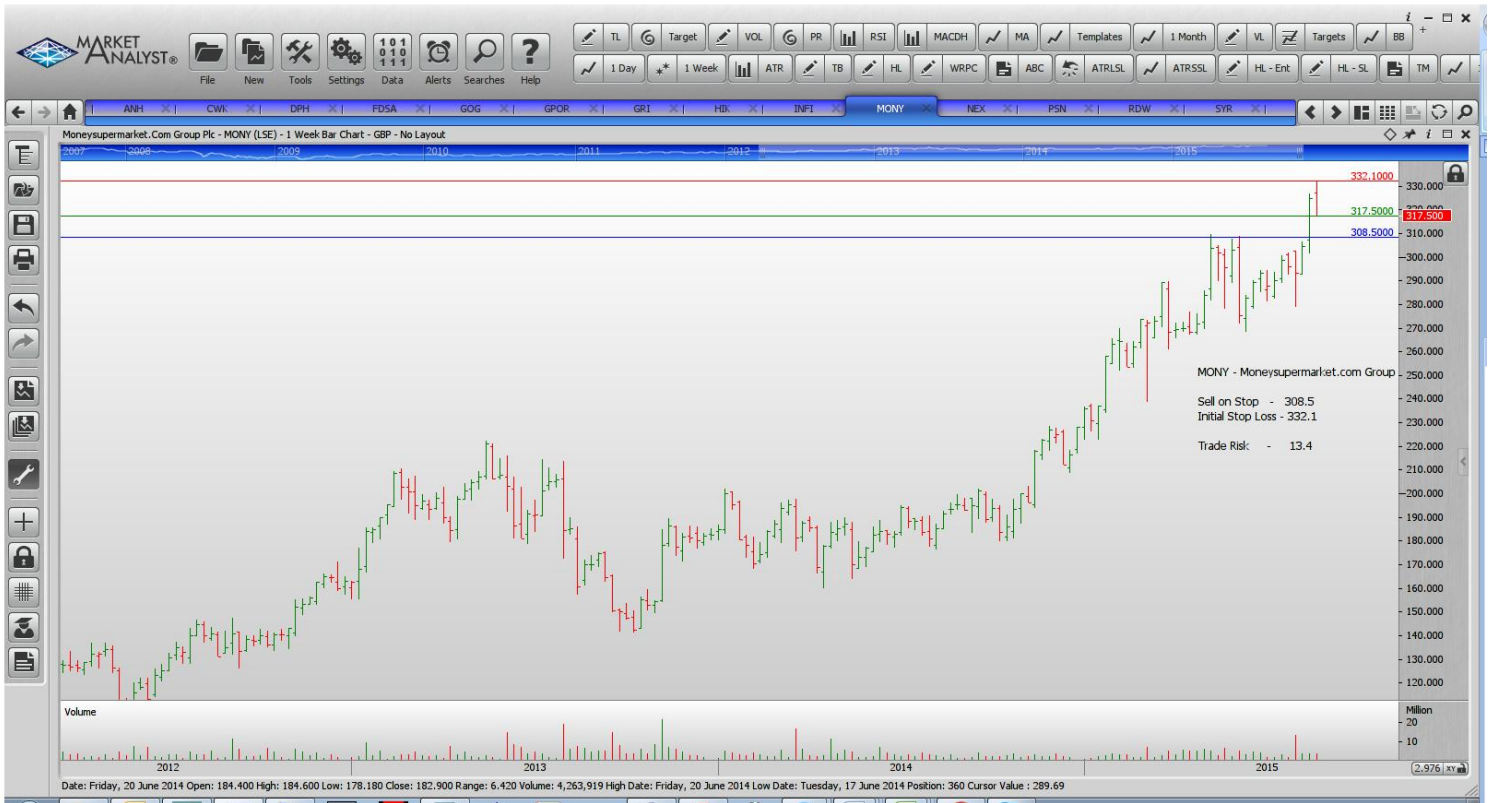 MARKET
ANALYST®
File New Tools Settings Data Alerts Searches Help
101
010
111
TL Target VOL PR RSI MACDH MA Templates 1 Month VL Targets BB
1 Day 1 Week ATR TB HL WRPC ABC ATRLSL ATRSSL HL - Ent HL - SL TM
ANH CWK DPH FDSA GOG GPOR GRI HIK INFI MONY NEX PSN RDW SYR
Moneysupermarket.Com Group Plc - MONY (LSE) - 1 Week Bar Chart - GBP - No Layout
2007 2008 2009 2010 2011 2012 2013 2014 2015
332.1000
330.000
317.5000
320.000
317.500
308.5000
310.000
300.000
290.000
280.000
270.000
260.000
MONY - Moneysupermarket.com Group
250.000
Sell on Stop - 308.5
240.000
Initial Stop Loss - 332.1
230.000
Trade Risk - 13.4
220.000
210.000
200.000
190.000
180.000
170.000
160.000
150.000
140.000
130.000
120.000
Volume
Million
20
10
2012 2013 2014 2015
2.976 XY
Date: Friday, 20 June 2014 Open: 184.400 High: 184.600 Low: 178.180 Close: 182.900 Range: 6.420 Volume: 4,263,919 High Date: Friday, 20 June 2014 Low Date: Tuesday, 17 June 2014 Position: 360 Cursor Value : 289.69